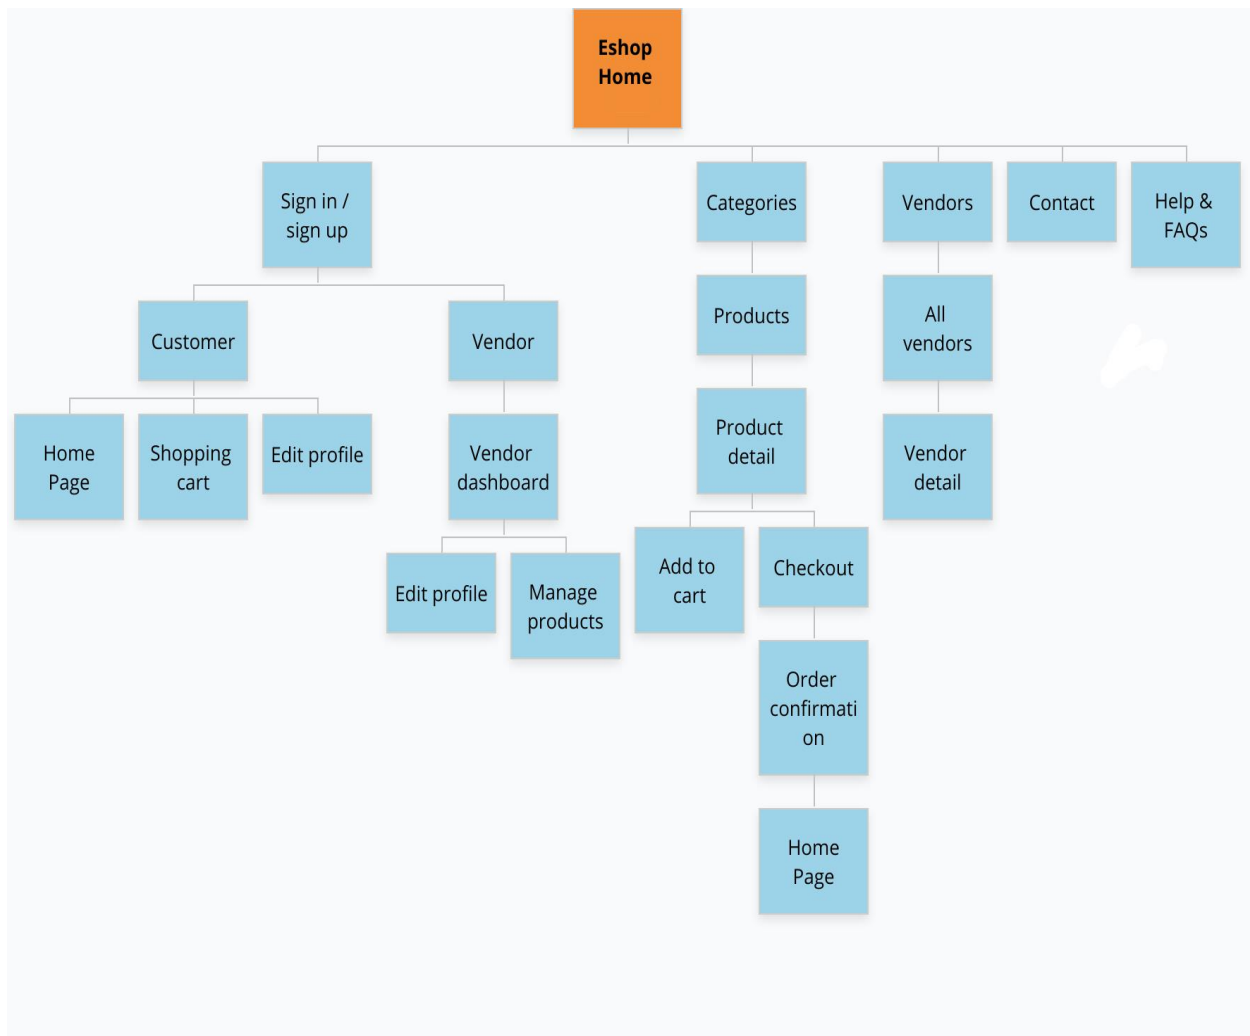 Eshop
Home
Sign in /
sign up
Categories
Vendors
Contact
Help &
FAQs
Customer
Vendor
Products
All
vendors
Home
Page
Shopping
cart
Edit profile
Vendor
dashboard
Product
detail
Vendor
detail
Edit profile
Manage
products
Add to
cart
Checkout
Order
confirmati
on
Home
Page